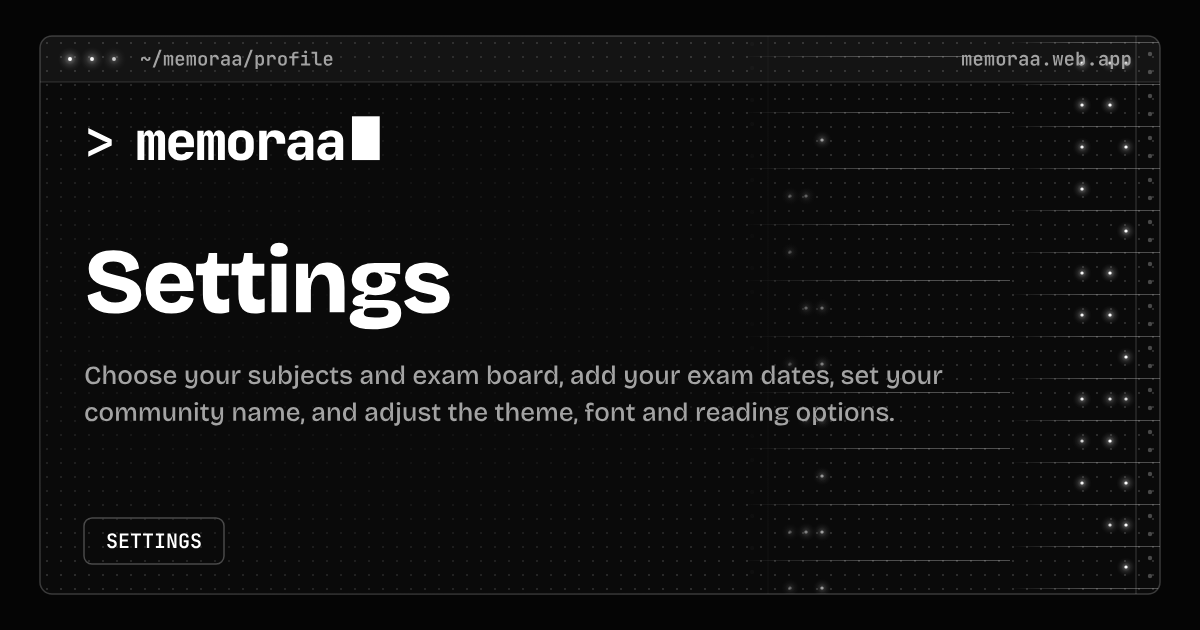 ~/memoraa/profile
memoraa.web.app
> memoraa
Settings
Choose your subjects and exam board, add your exam dates, set your
community name, and adjust the theme, font and reading options.
SETTINGS